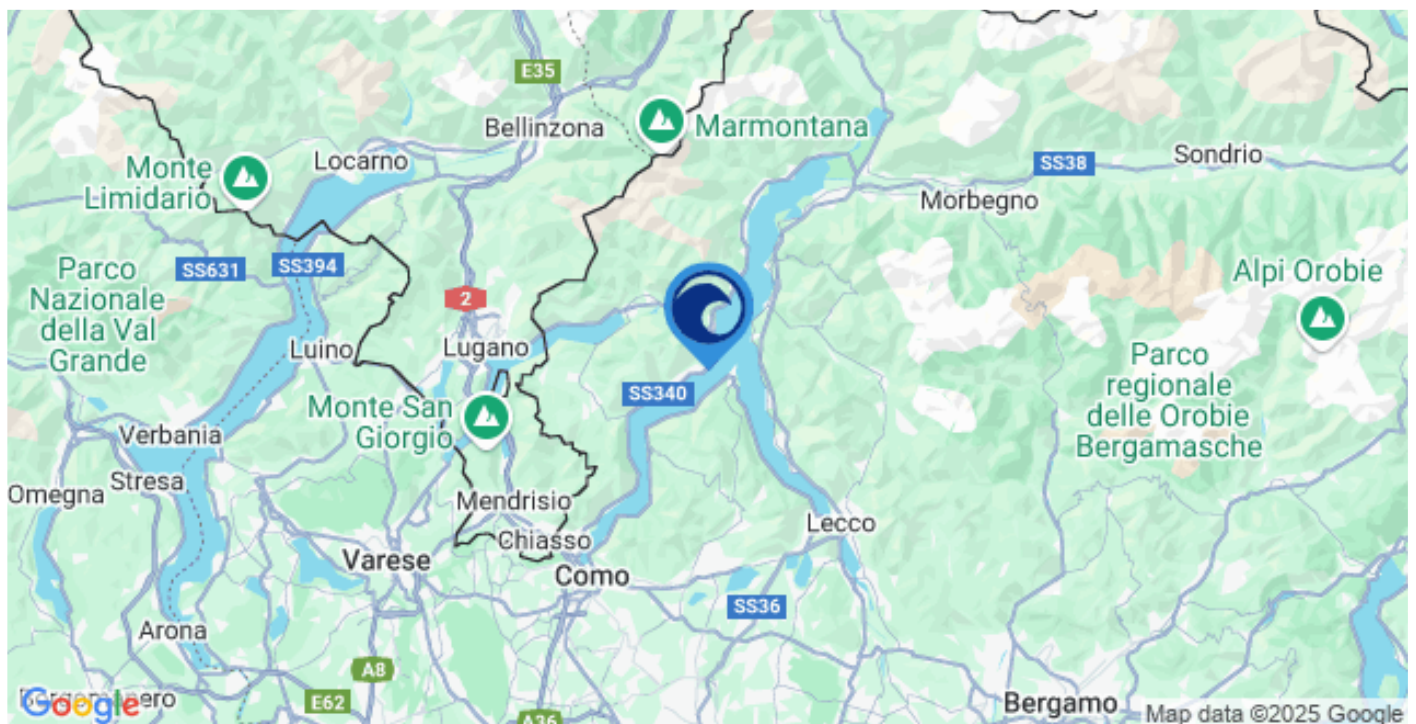 E35
Bellinzona
Marmontana
Locarno
Monte
Limidario
SS38
Sondrio
Morbegno
Parco
Nazionale
della Val
Grande
SS631
SS394
2
Alpi Orobie
Luino
Lugano
SS340
Parco
regionale
delle Orobie
Bergamasche
Monte San
Giorgio
Verbania
Stresa
Omegna
Mendrisio
Chiasso
Lecco
Varese
Como
SS36
Arona
A8
E62
A36
Bergamo
Google
Map data ©2025 Google